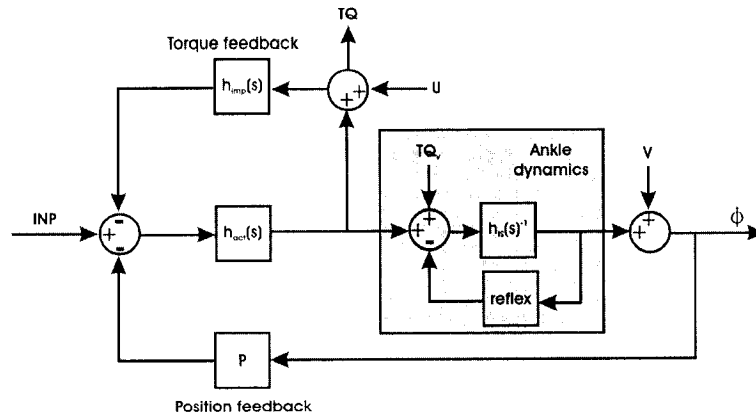 TQ
Torque feedback
h_imp(s)
U
TQ_v
Ankle
dynamics
V
INP
h_act(s)
h_is(s)⁻¹
φ̇
reflex
P
Position feedback